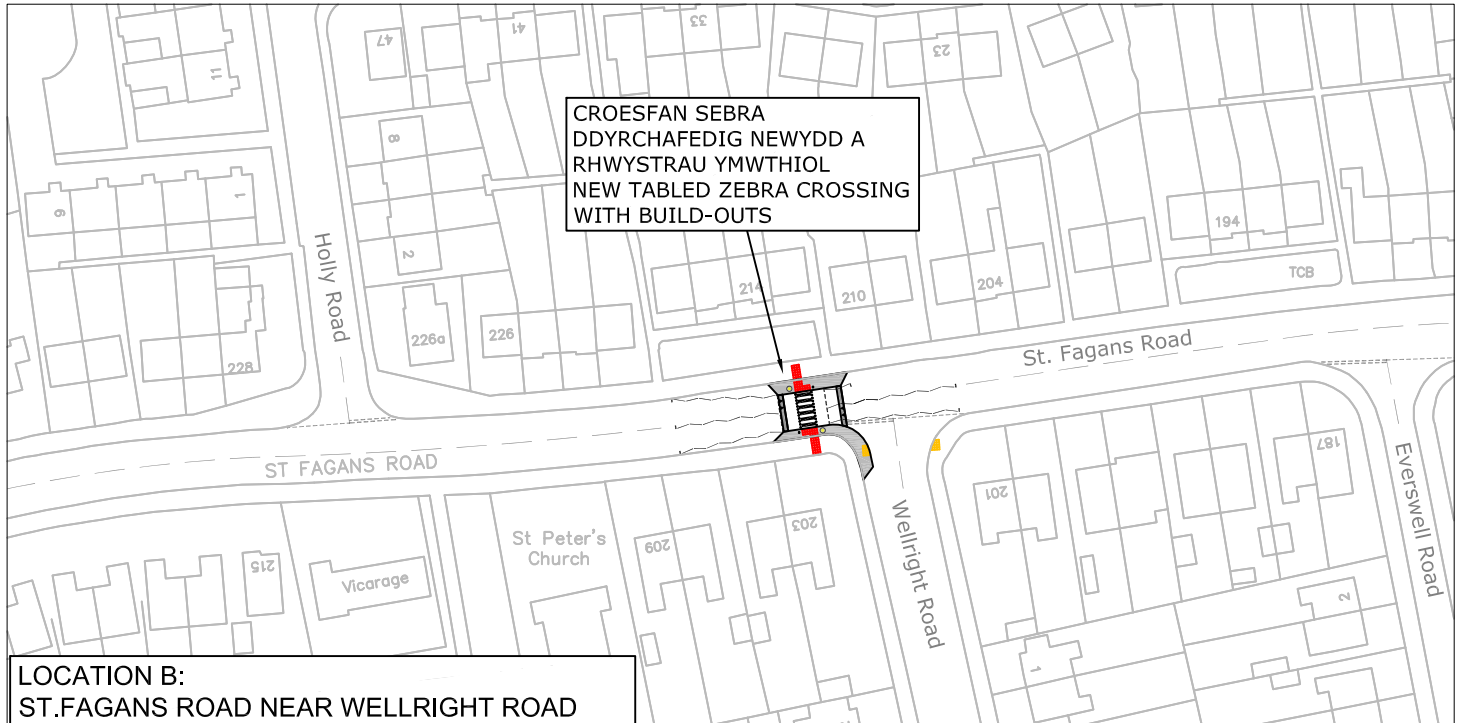 47
41
33
23
11
8
CROESFAN SEBRA
DDYRCHAFEDIG NEWYDD A
RHWYSTRAU YMWTHIOL
NEW TABLED ZEBRA CROSSING
WITH BUILD-OUTS
9
1
2
Holly Road
194
TCB
214
210
204
226a
226
228
St. Fagans Road
ST FAGANS ROAD
Wellright Road
Everswell Road
187
201
203
209
St Peter's
Church
215
Vicarage
2
1
LOCATION B:
ST.FAGANS ROAD NEAR WELLRIGHT ROAD